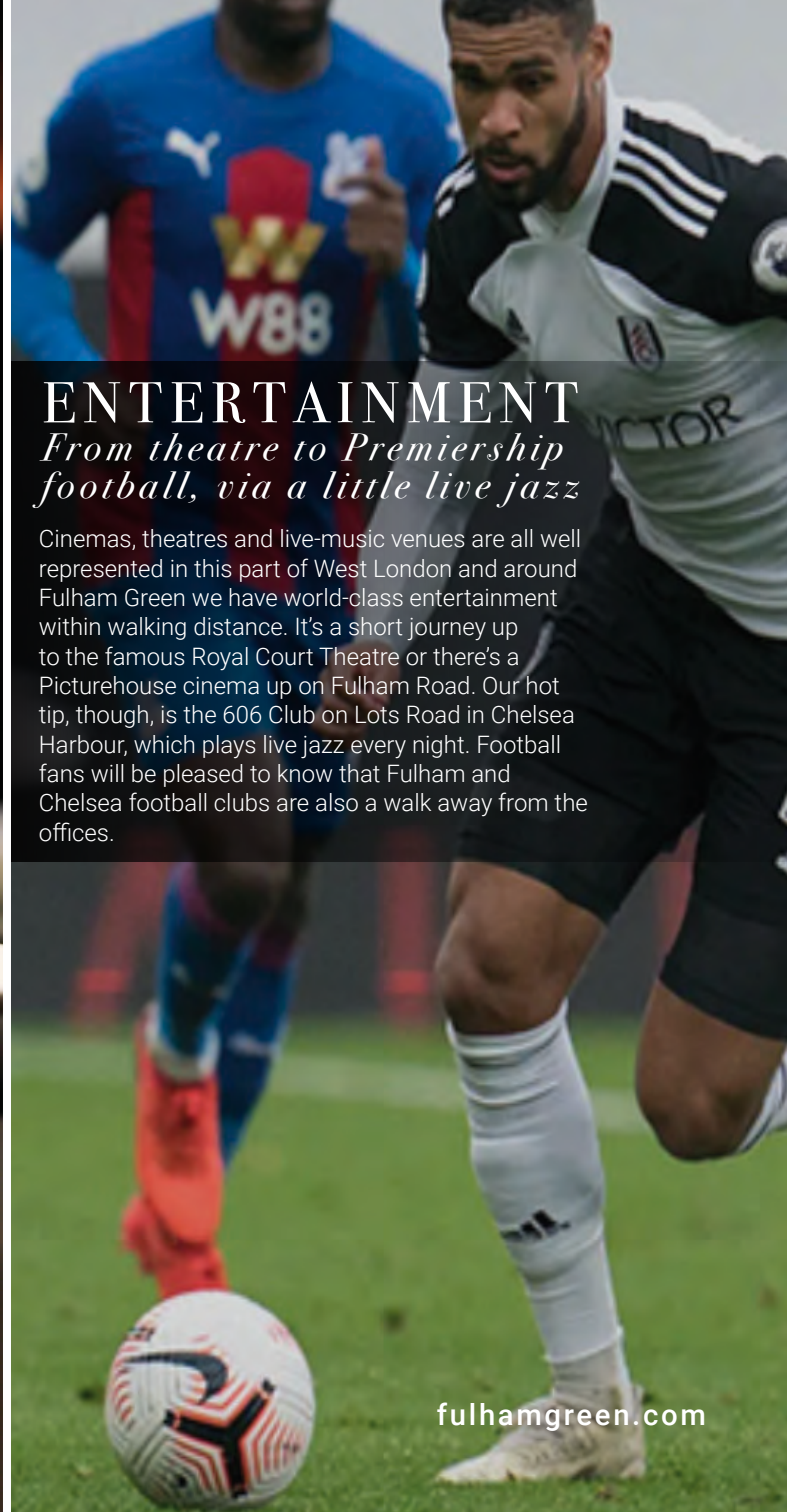 W88
ENTERTAINMENT
From theatre to Premiership
football, via a little live jazz
Cinemas, theatres and live-music venues are all well
represented in this part of West London and around
Fulham Green we have world-class entertainment
within walking distance. It’s a short journey up
to the famous Royal Court Theatre or there’s a
Picturehouse cinema up on Fulham Road. Our hot
tip, though, is the 606 Club on Lots Road in Chelsea
Harbour, which plays live jazz every night. Football
fans will be pleased to know that Fulham and
Chelsea football clubs are also a walk away from the
offices.
fulhamgreen.com